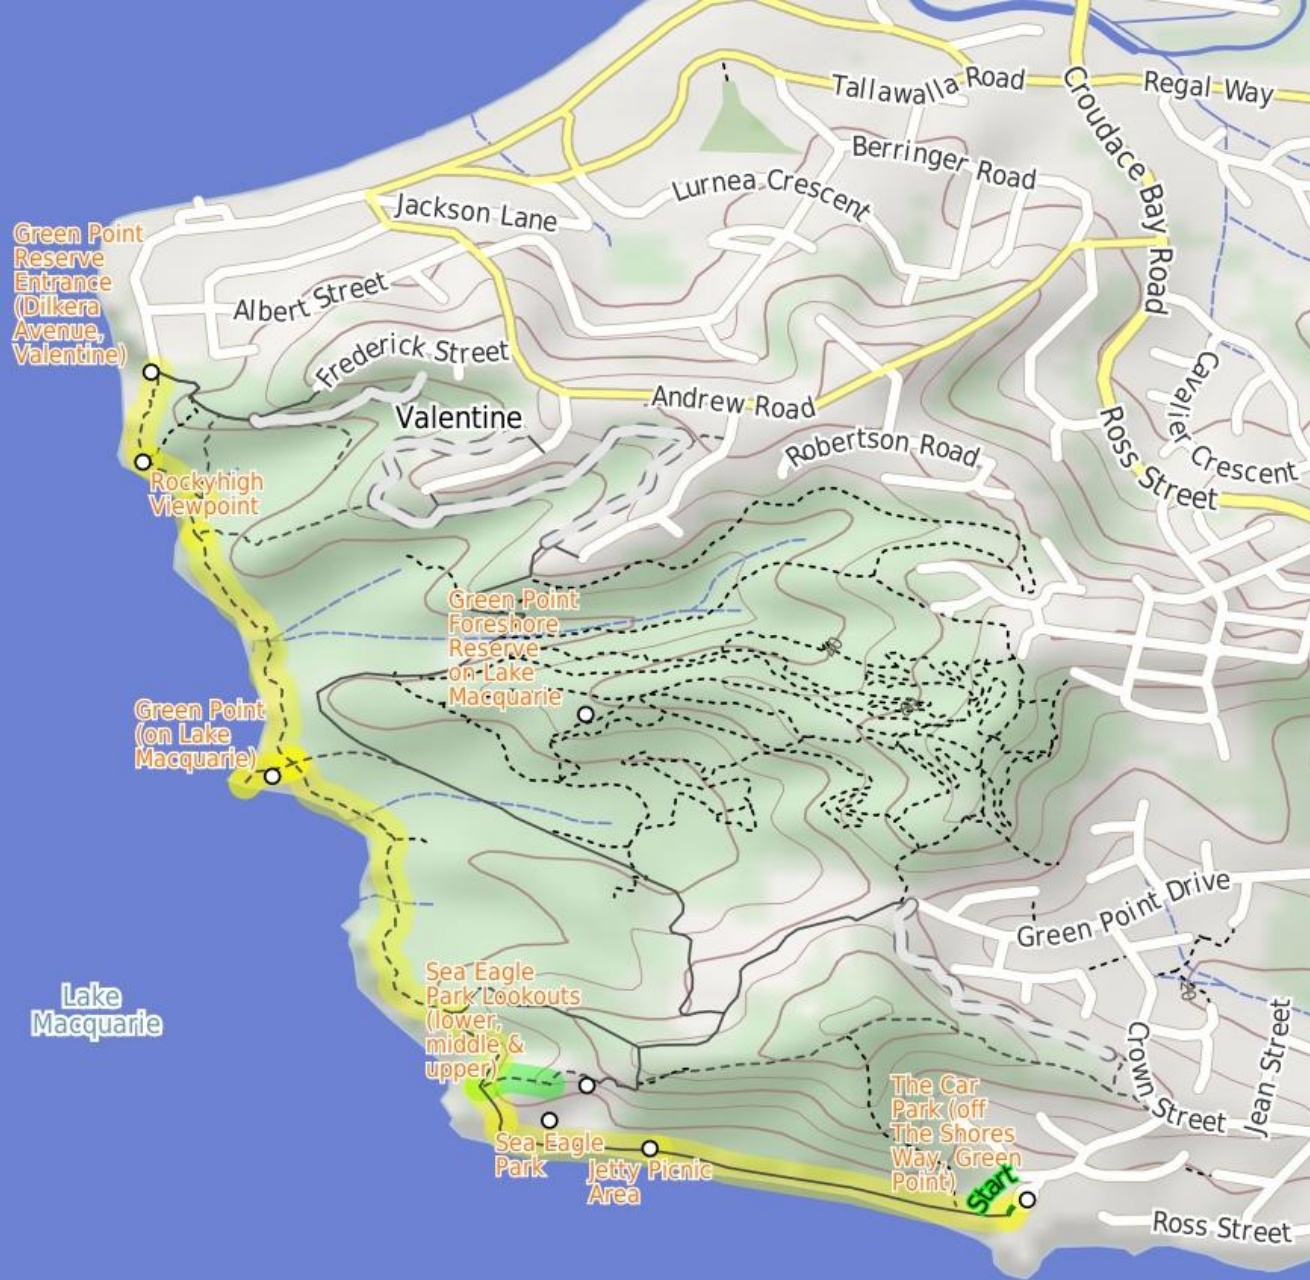 Tallawalla Road
Regal Way
Croudace Bay Road
Berringer Road
Lurnea Crescent
Jackson Lane
Green Point
Reserve
Entrance
(Dilkera
Avenue,
Valentine)
Albert Street
Frederick Street
Cavalier Crescent
Valentine
Andrew Road
Ross Street
Robertson Road
Rockyhigh
Viewpoint
Green Point
Foreshore
Reserve
on Lake
Macquarie
40
Green Point
(on Lake
Macquarie)
Green Point Drive
Sea Eagle
Park Lookouts
(lower,
middle &
upper)
Lake
Macquarie
20
Jean Street
Crown Street
The Car
Park (off
The Shores
Way, Green
Point)
Sea Eagle
Park
Jetty Picnic
Area
Start
Ross Street